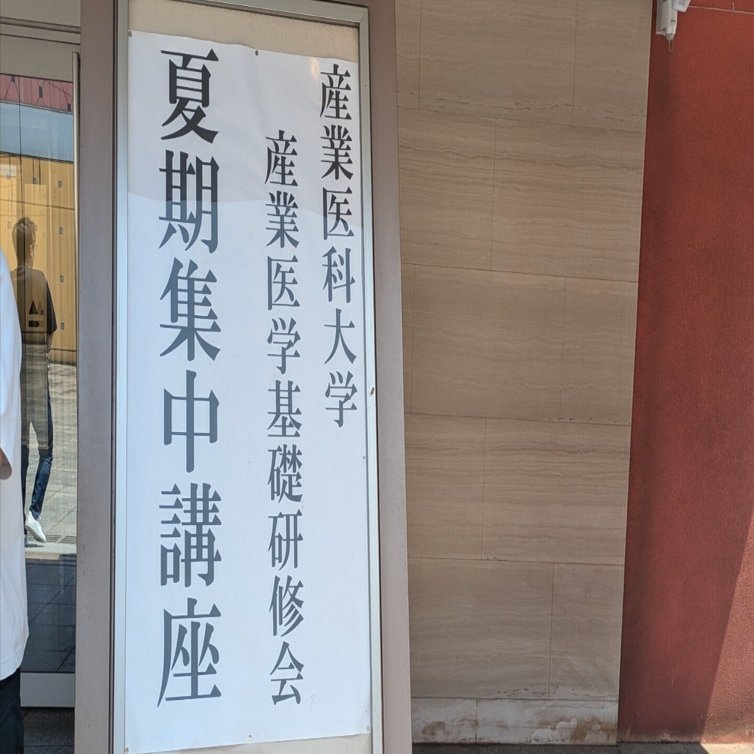 産業医科大学
産業医学基礎研修会
夏期集中講座